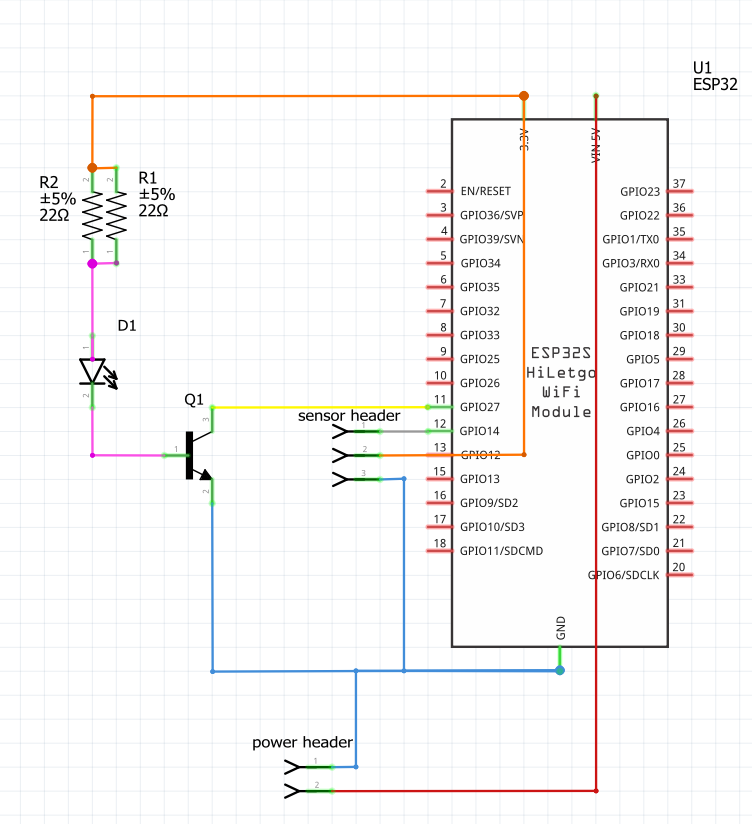 U1
ESP32
3.3V
VIN 5V
R2
±5%
22Ω
2
1
R1
±5%
22Ω
2
1
D1
1
2
Q1
3
1
2
sensor header
1
2
3
2 EN/RESET
3 GPIO36/SVP
4 GPIO39/SVN
5 GPIO34
6 GPIO35
7 GPIO32
8 GPIO33
9 GPIO25
10 GPIO26
11 GPIO27
12 GPIO14
13 GPIO12
15 GPIO13
16 GPIO9/SD2
17 GPIO10/SD3
18 GPIO11/SDCMD
ESP32S
HiLetgo
WiFi
Module
GPIO23 37
GPIO22 36
GPIO1/TX0 35
GPIO3/RX0 34
GPIO21 33
GPIO19 31
GPIO18 30
GPIO5 29
GPIO17 28
GPIO16 27
GPIO4 26
GPIO0 25
GPIO2 24
GPIO15 23
GPIO8/SD1 22
GPIO7/SD0 21
GPIO6/SDCLK 20
GND
power header
1
2